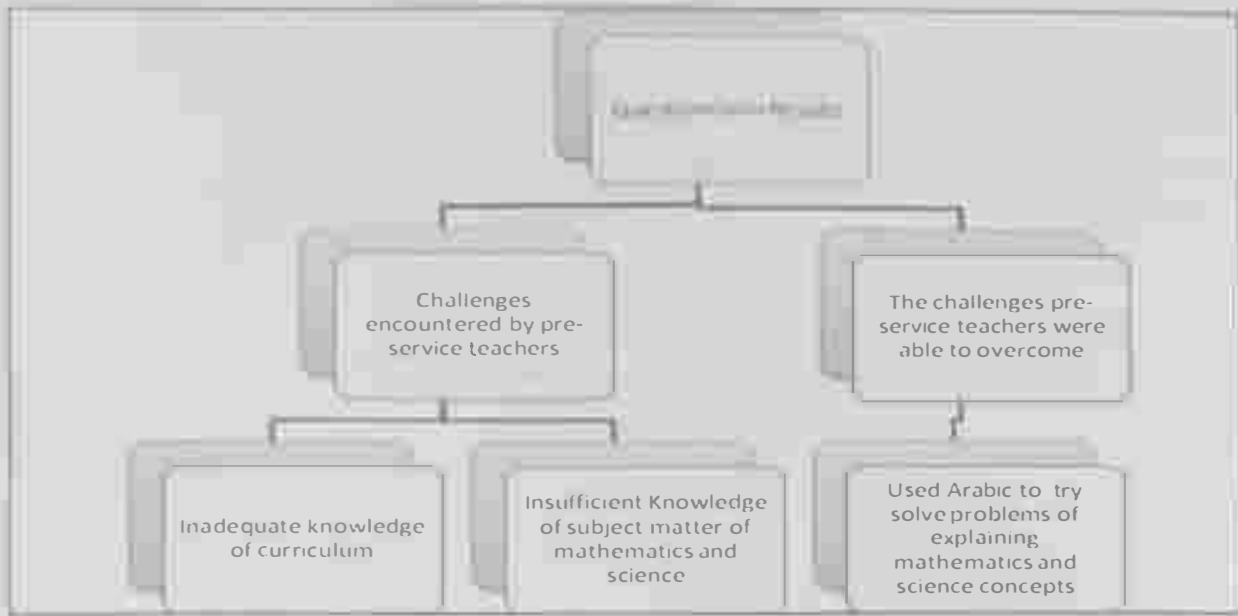 Challenges
encountered by pre-
service teachers
The challenges pre-
service teachers were
able to overcome
Inadequate knowledge
of curriculum
Insufficient Knowledge
of subject matter of
mathematics and
science
Used Arabic to try
solve problems of
explaining
mathematics and
science concepts